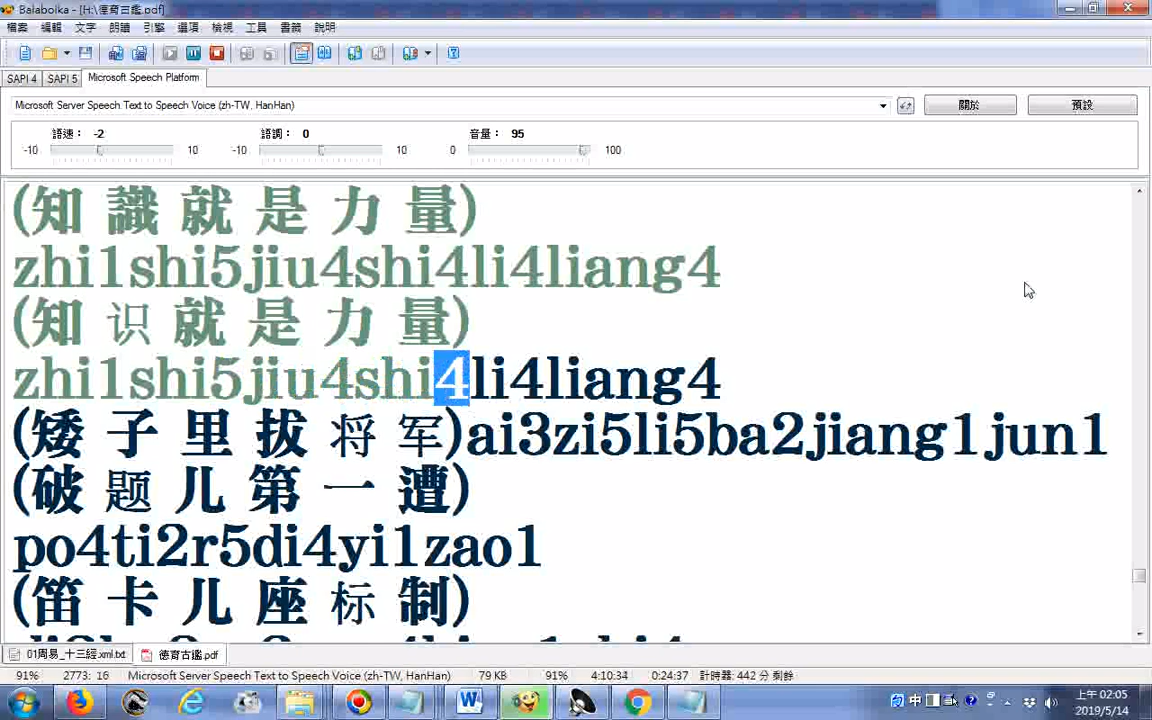 Balabolka - [H:\德育古鑑.pdf]
檔案 編輯 文字 朗讀 引擎 選項 檢視 工具 書籤 說明
SAPI 4 SAPI 5 Microsoft Speech Platform
Microsoft Server Speech Text to Speech Voice (zh-TW, HanHan) 關於 預設
語速： -2 語調： 0 音量： 95
-10 10 -10 10 0 100
(知識就是力量)
zhi1shi5jiu4shi4li4liang4
(知识就是力量)
zhi1shi5jiu4shi4li4liang4
(矮子里拔将军)ai3zi5li5ba2jiang1jun1
(破题儿第一遭)
po4ti2r5di4yi1zao1
(笛卡儿座标制)
01周易_十三經.xml.txt 德育古鑑.pdf
91% 2773: 16 Microsoft Server Speech Text to Speech Voice (zh-TW, HanHan) 79 KB 91% 4:10:34 0:24:37 計時器: 442 分 剩餘
中 上午 02:05
2019/5/14